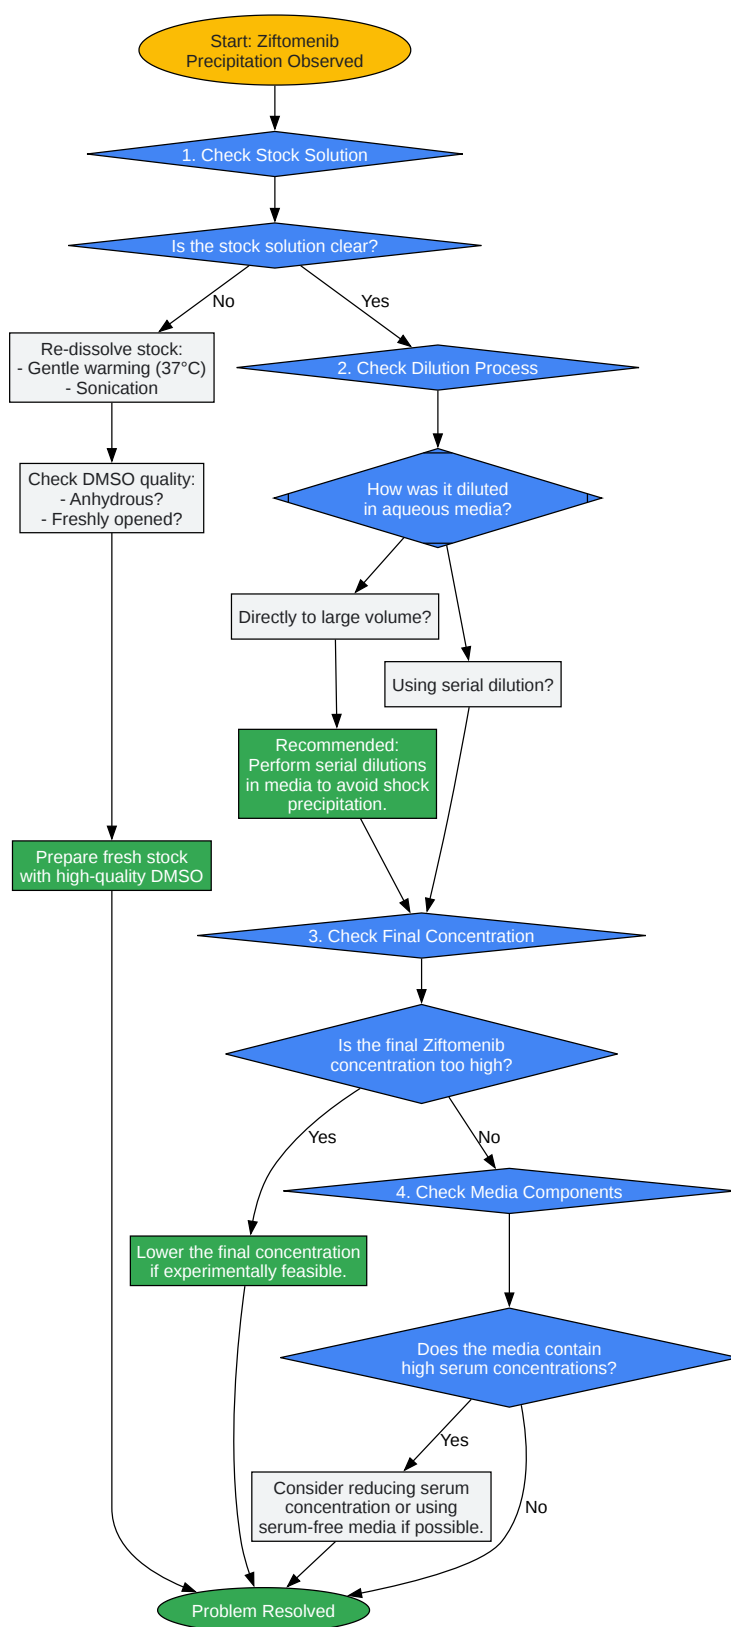 Start: Ziftomenib
Precipitation Observed
1. Check Stock Solution
Is the stock solution clear?
No
Yes
Re-dissolve stock:
- Gentle warming (37°C)
- Sonication
2. Check Dilution Process
Check DMSO quality:
- Anhydrous?
- Freshly opened?
How was it diluted
in aqueous media?
Directly to large volume?
Using serial dilution?
Recommended:
Perform serial dilutions
in media to avoid shock
precipitation.
Prepare fresh stock
with high-quality DMSO
3. Check Final Concentration
Is the final Ziftomenib
concentration too high?
Yes
No
4. Check Media Components
Lower the final concentration
if experimentally feasible.
Does the media contain
high serum concentrations?
Yes
No
Consider reducing serum
concentration or using
serum-free media if possible.
Problem Resolved